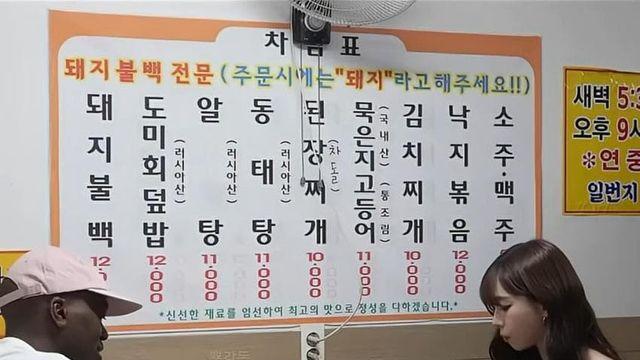 차림표
돼지불백 전문 (주문시에는 "돼지"라고 해주세요!!)
돼지불백 12,000
도미회덮밥 (러시아산) 12,000
알탕 (러시아산) 11,000
동태탕 (러시아산) 11,000
된장찌개 (차돌) 10,000
묵은지고등어 (국내산) (통조림) 11,000
김치찌개 10,000
낙지볶음 12,000
소주·맥주
*신선한 재료를 엄선하여 최고의 맛으로 정성을 다하겠습니다.*
새벽 5:3
오후 9시
※연중
일번지